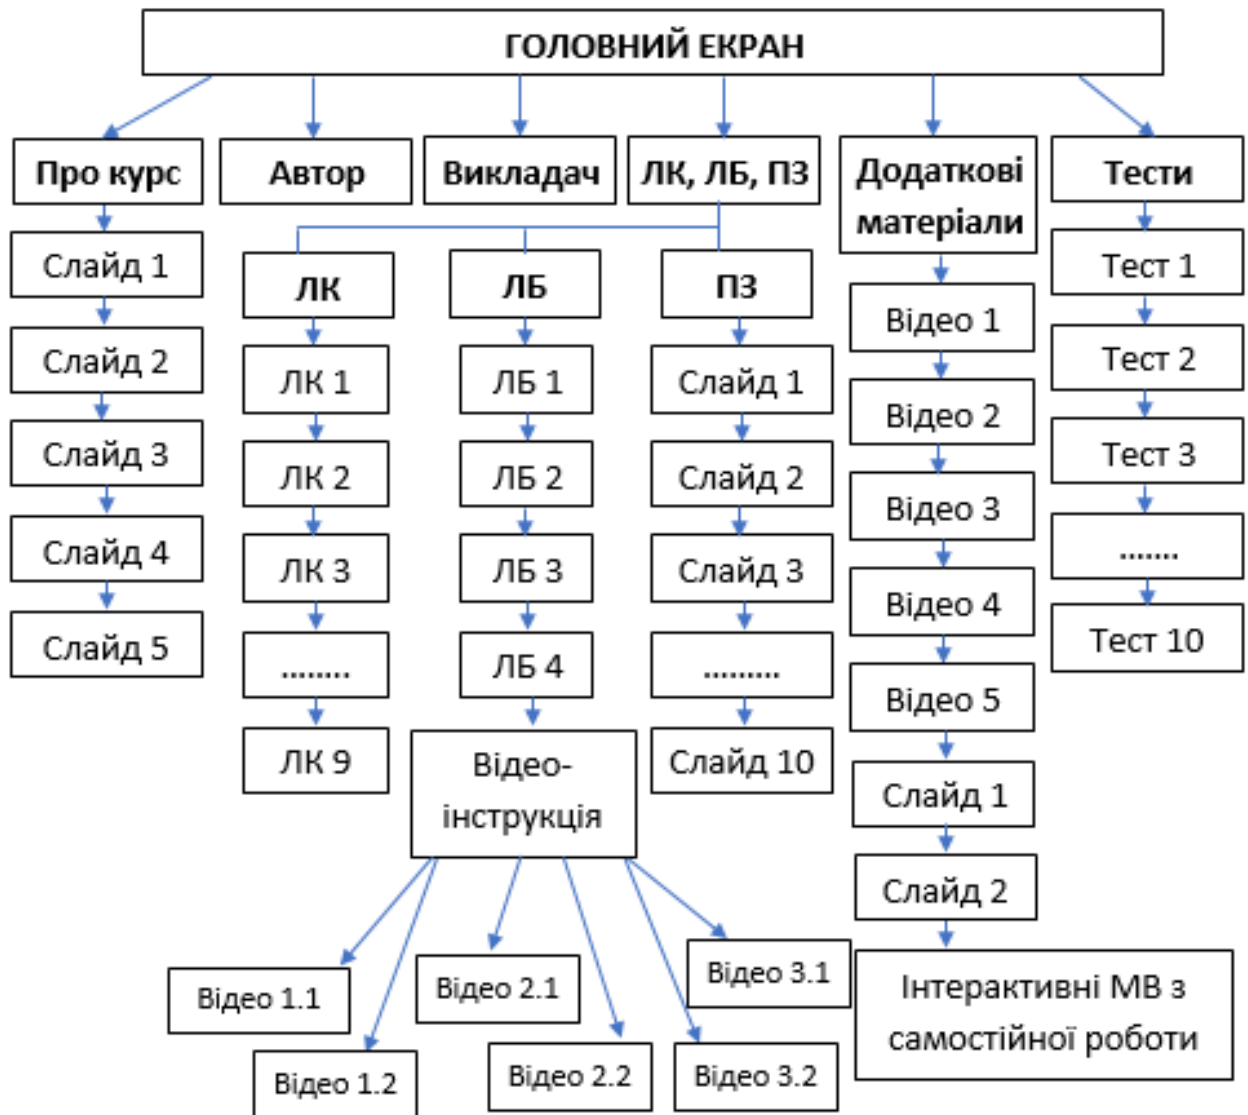 ГОЛОВНИЙ ЕКРАН
Про курс
Автор
Викладач
ЛК, ЛБ, ПЗ
Додаткові
матеріали
Тести
Слайд 1
Слайд 2
Слайд 3
Слайд 4
Слайд 5
ЛК
ЛК 1
ЛК 2
ЛК 3
........
ЛК 9
ЛБ
ЛБ 1
ЛБ 2
ЛБ 3
ЛБ 4
Відео-
інструкція
Відео 1.1
Відео 1.2
Відео 2.1
Відео 2.2
Відео 3.1
Відео 3.2
ПЗ
Слайд 1
Слайд 2
Слайд 3
.........
Слайд 10
Відео 1
Відео 2
Відео 3
Відео 4
Відео 5
Слайд 1
Слайд 2
Інтерактивні МВ з
самостійної роботи
Тест 1
Тест 2
Тест 3
.......
Тест 10